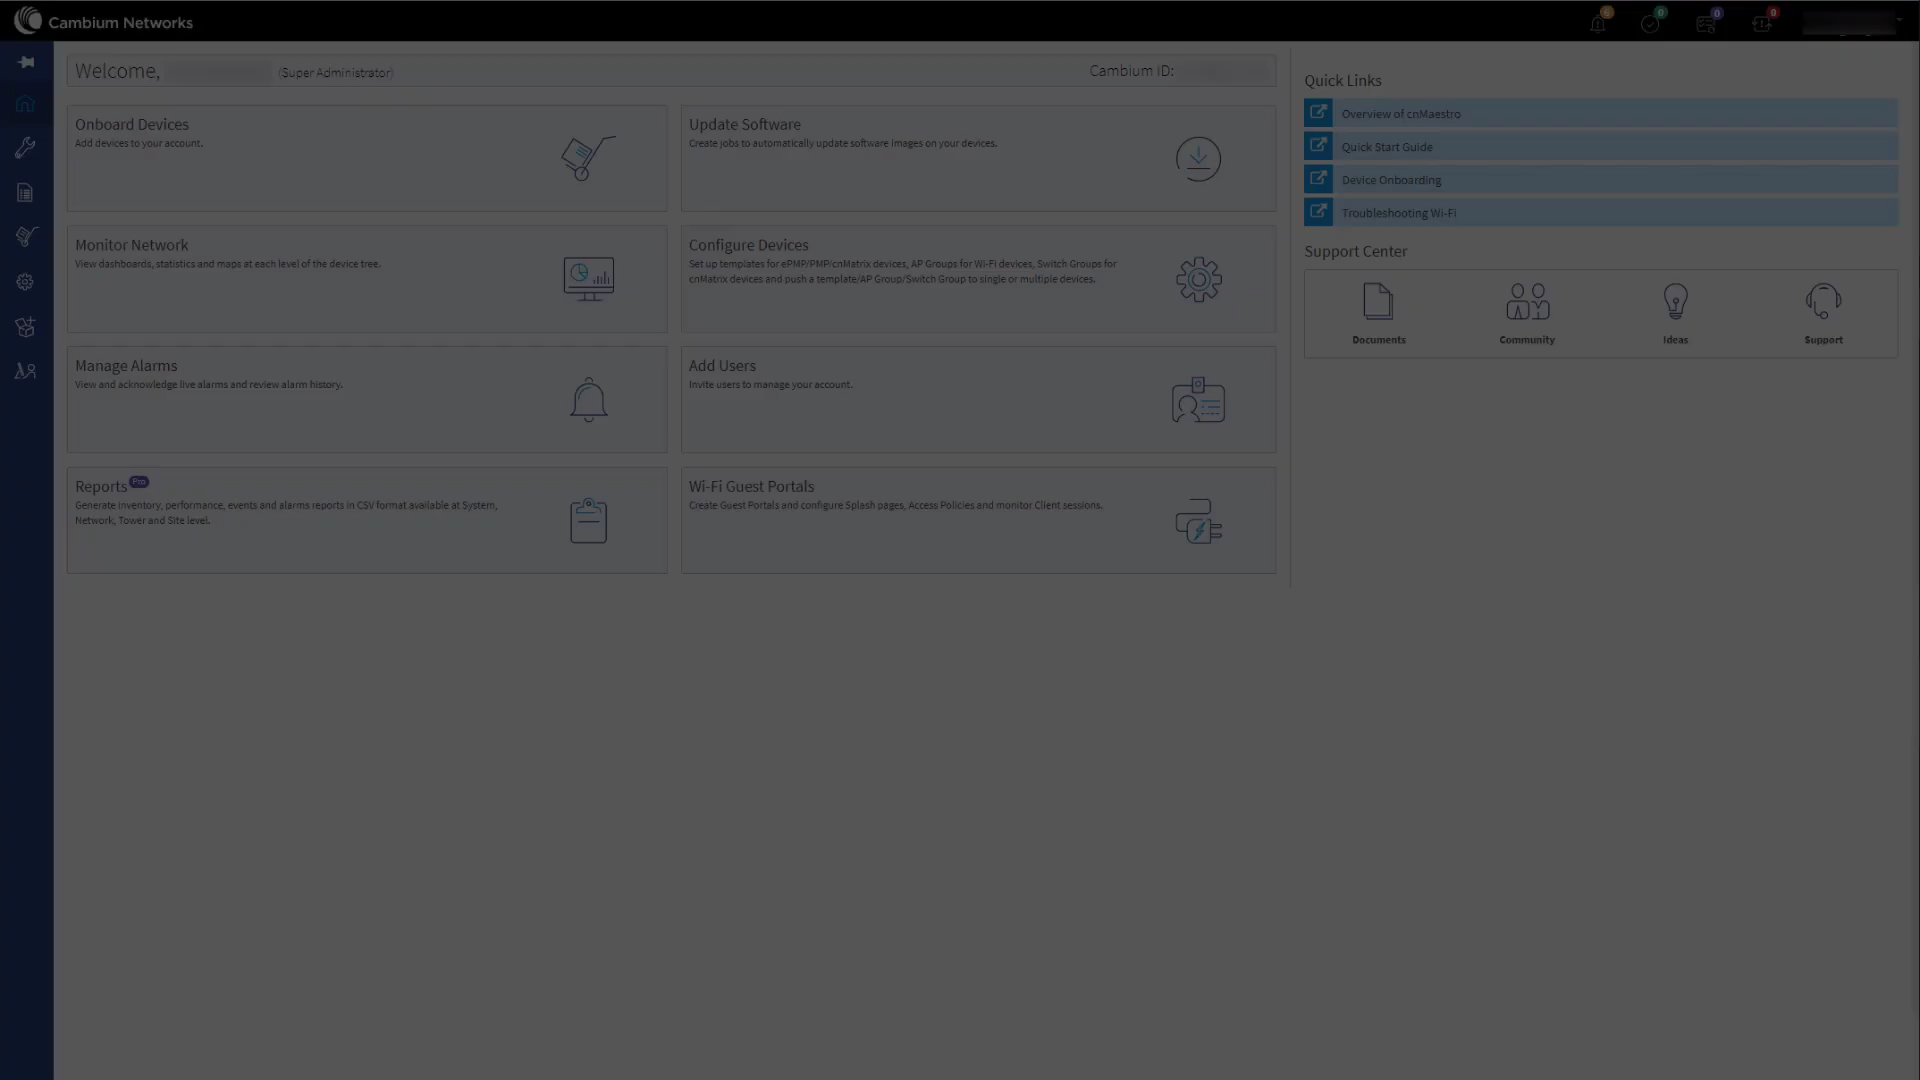 Cambium Networks
6
0
0
0
Welcome,
(Super Administrator)
Cambium ID:
Onboard Devices
Add devices to your account.
Update Software
Create jobs to automatically update software images on your devices.
Monitor Network
View dashboards, statistics and maps at each level of the device tree.
Configure Devices
Set up templates for ePMP/PMP/cnMatrix devices, AP Groups for Wi-Fi devices, Switch Groups for
cnMatrix devices and push a template/AP Group/Switch Group to single or multiple devices.
Manage Alarms
View and acknowledge live alarms and review alarm history.
Add Users
Invite users to manage your account.
Reports Pro
Generate inventory, performance, events and alarms reports in CSV format available at System,
Network, Tower and Site level.
Wi-Fi Guest Portals
Create Guest Portals and configure Splash pages, Access Policies and monitor Client sessions.
Quick Links
Overview of cnMaestro
Quick Start Guide
Device Onboarding
Troubleshooting Wi-Fi
Support Center
Documents
Community
Ideas
Support